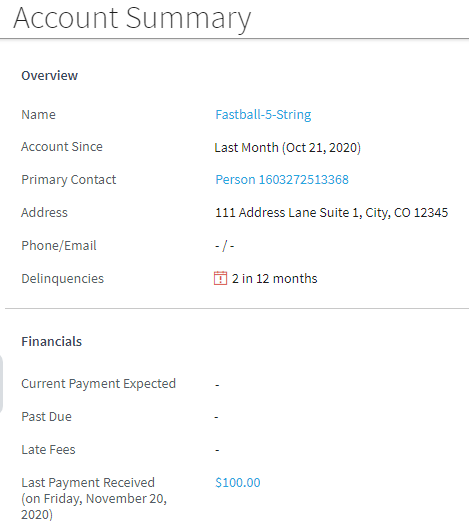 Account Summary
Overview
Name Fastball-5-String
Account Since Last Month (Oct 21, 2020)
Primary Contact Person 1603272513368
Address 111 Address Lane Suite 1, City, CO 12345
Phone/Email - / -
Delinquencies 2 in 12 months
Financials
Current Payment Expected -
Past Due -
Late Fees -
Last Payment Received $100.00
(on Friday, November 20,
2020)